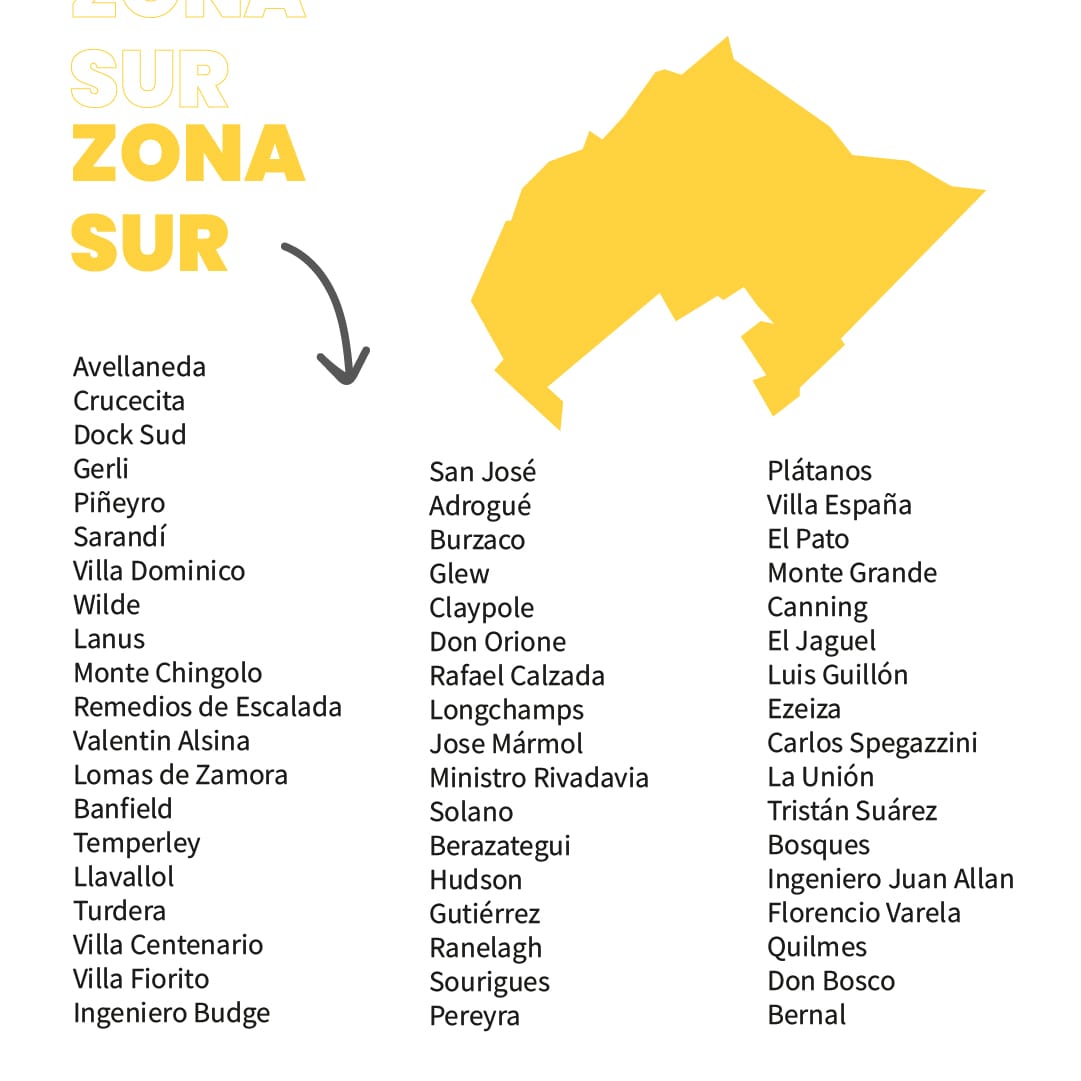 ZONA
SUR
ZONA
SUR
Avellaneda
Crucecita
Dock Sud
Gerli
Piñeyro
Sarandí
Villa Dominico
Wilde
Lanus
Monte Chingolo
Remedios de Escalada
Valentin Alsina
Lomas de Zamora
Banfield
Temperley
Llavallol
Turdera
Villa Centenario
Villa Fiorito
Ingeniero Budge
San José
Adrogué
Burzaco
Glew
Claypole
Don Orione
Rafael Calzada
Longchamps
Jose Mármol
Ministro Rivadavia
Solano
Berazategui
Hudson
Gutiérrez
Ranelagh
Sourigues
Pereyra
Plátanos
Villa España
El Pato
Monte Grande
Canning
El Jaguel
Luis Guillón
Ezeiza
Carlos Spegazzini
La Unión
Tristán Suárez
Bosques
Ingeniero Juan Allan
Florencio Varela
Quilmes
Don Bosco
Bernal